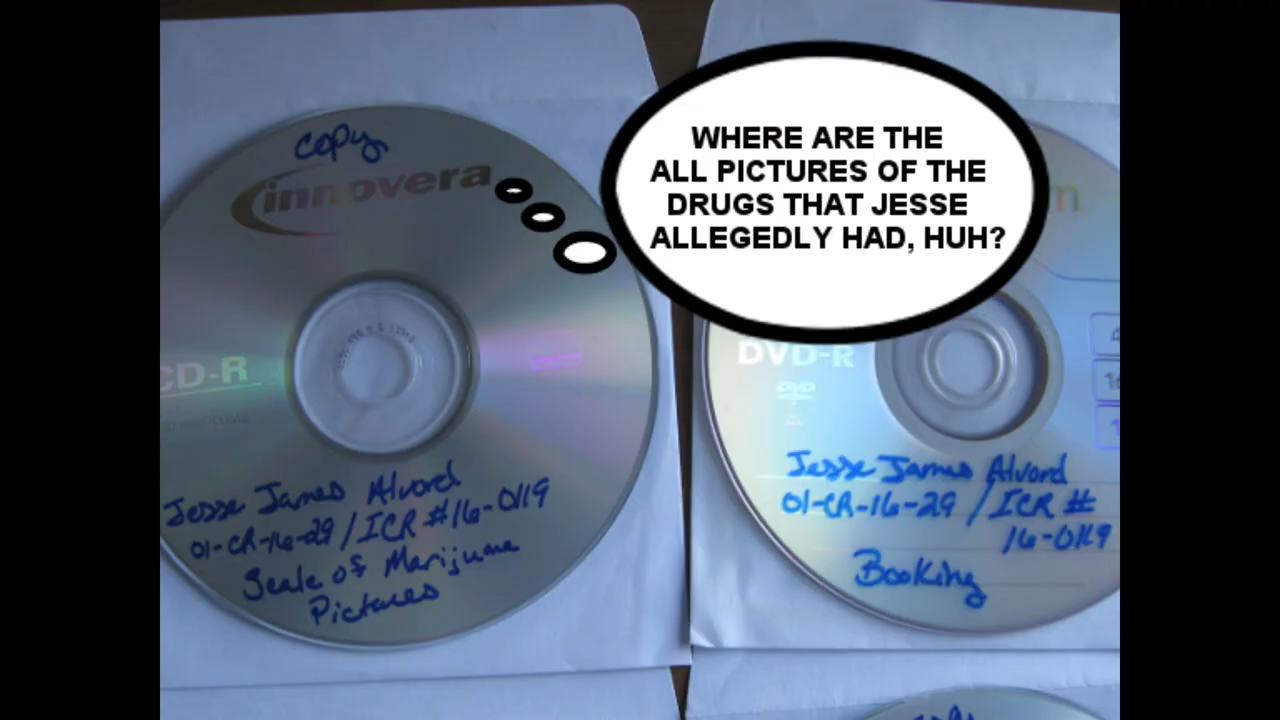 copy
innovera
CD-R
Jesse James Alvord
01-CR-16-29 / ICR #16-0119
Scale of Marijuana
Pictures
WHERE ARE THE
ALL PICTURES OF THE
DRUGS THAT JESSE
ALLEGEDLY HAD, HUH?
DVD-R
DVD
Jesse James Alvord
01-CR-16-29 / ICR #
16-0119
Booking